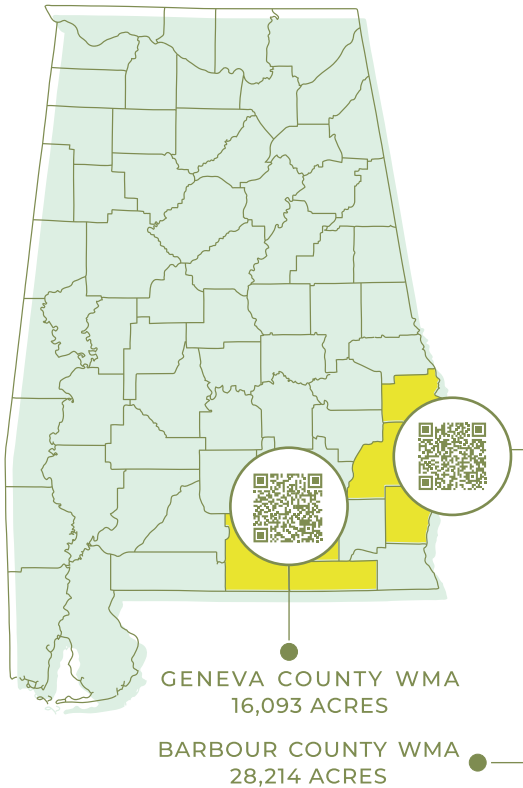 GENEVA COUNTY WMA
16,093 ACRES
BARBOUR COUNTY WMA
28,214 ACRES